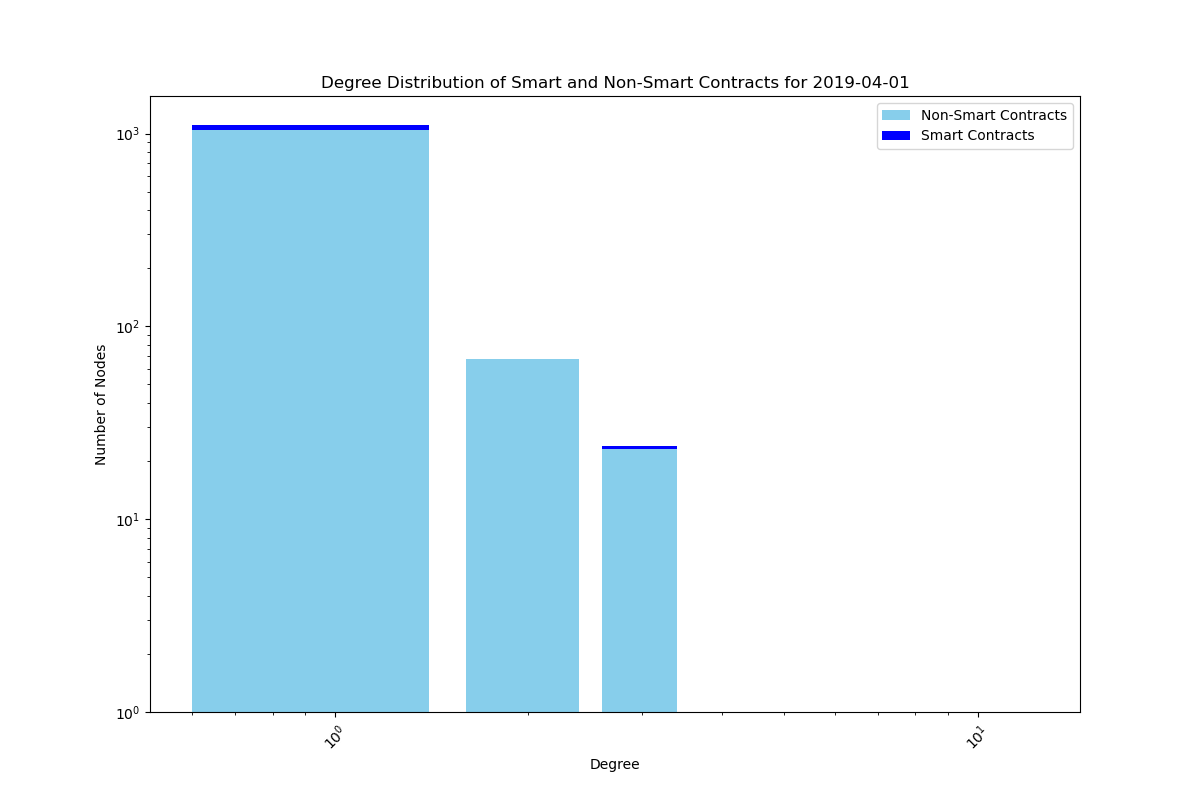 Degree Distribution of Smart and Non-Smart Contracts for 2019-04-01
Non-Smart Contracts
Smart Contracts
Number of Nodes
10³
10²
10¹
10⁰
10⁰
10¹
Degree